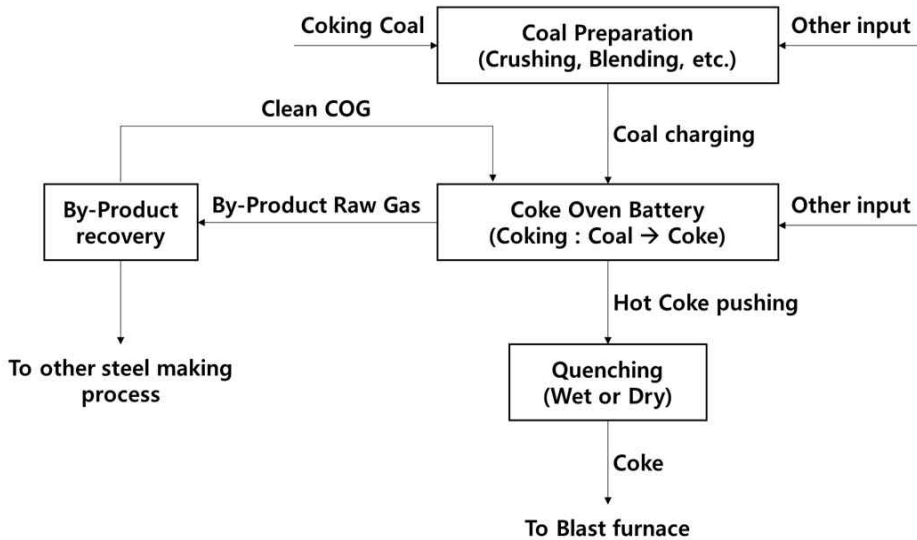 Coking Coal
Coal Preparation
(Crushing, Blending, etc.)
Other input
Clean COG
Coal charging
By-Product
recovery
By-Product Raw Gas
Coke Oven Battery
(Coking : Coal → Coke)
Other input
Hot Coke pushing
To other steel making
process
Quenching
(Wet or Dry)
Coke
To Blast furnace